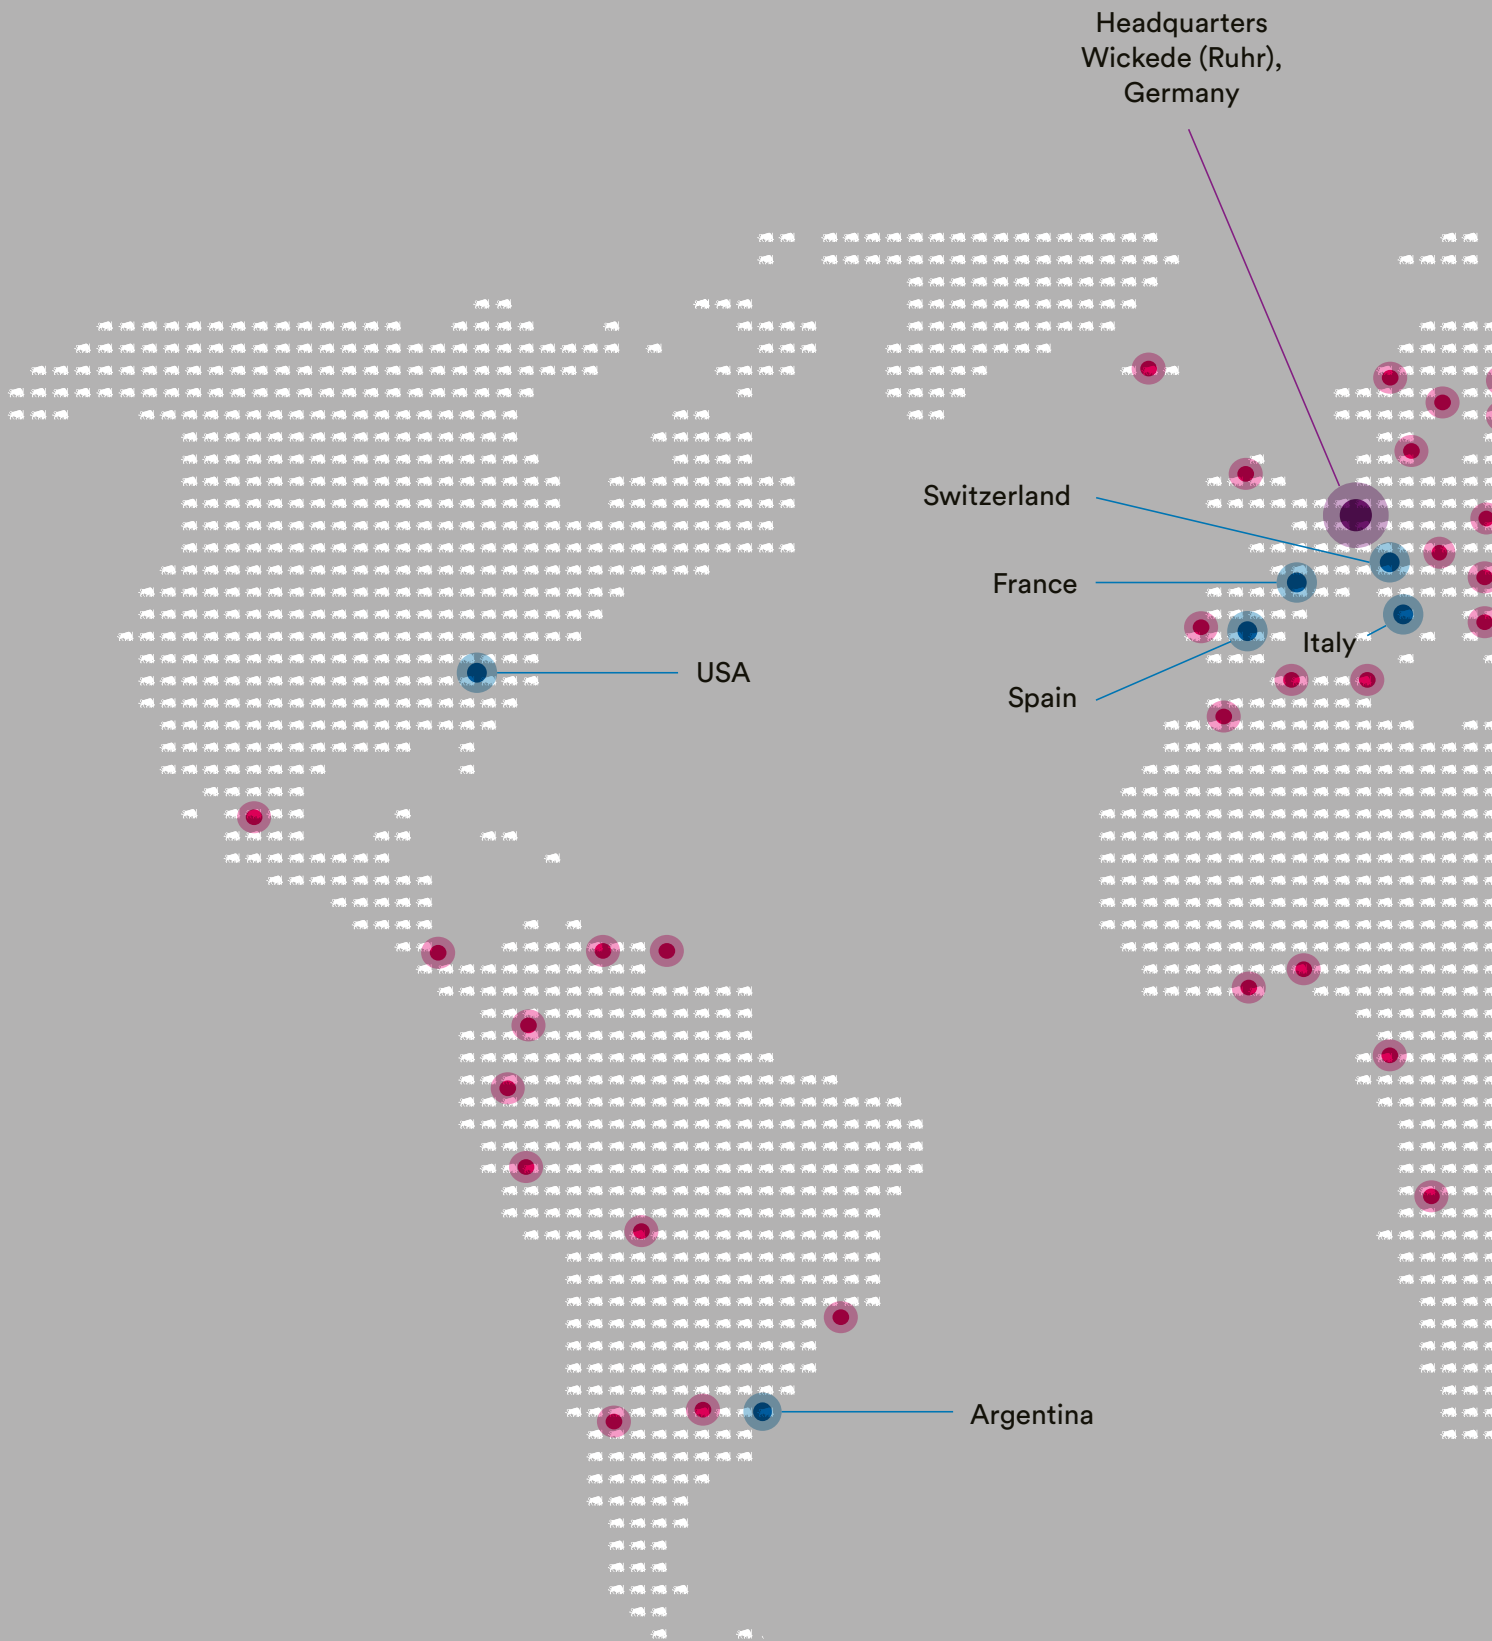 Headquarters
Wickede (Ruhr),
Germany
Switzerland
France
Italy
USA
Spain
Argentina